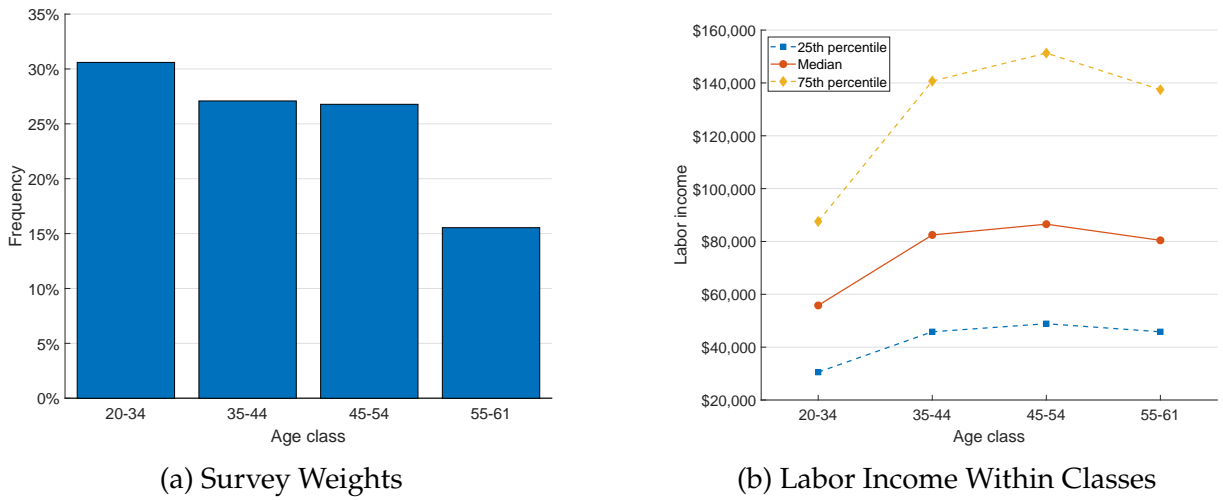 35%
30%
25%
20%
15%
10%
5%
0%
Frequency
20-34 35-44 45-54 55-61
Age class
(a) Survey Weights
$160,000
$140,000
$120,000
$100,000
$80,000
$60,000
$40,000
$20,000
Labor income
25th percentile
Median
75th percentile
20-34 35-44 45-54 55-61
Age class
(b) Labor Income Within Classes